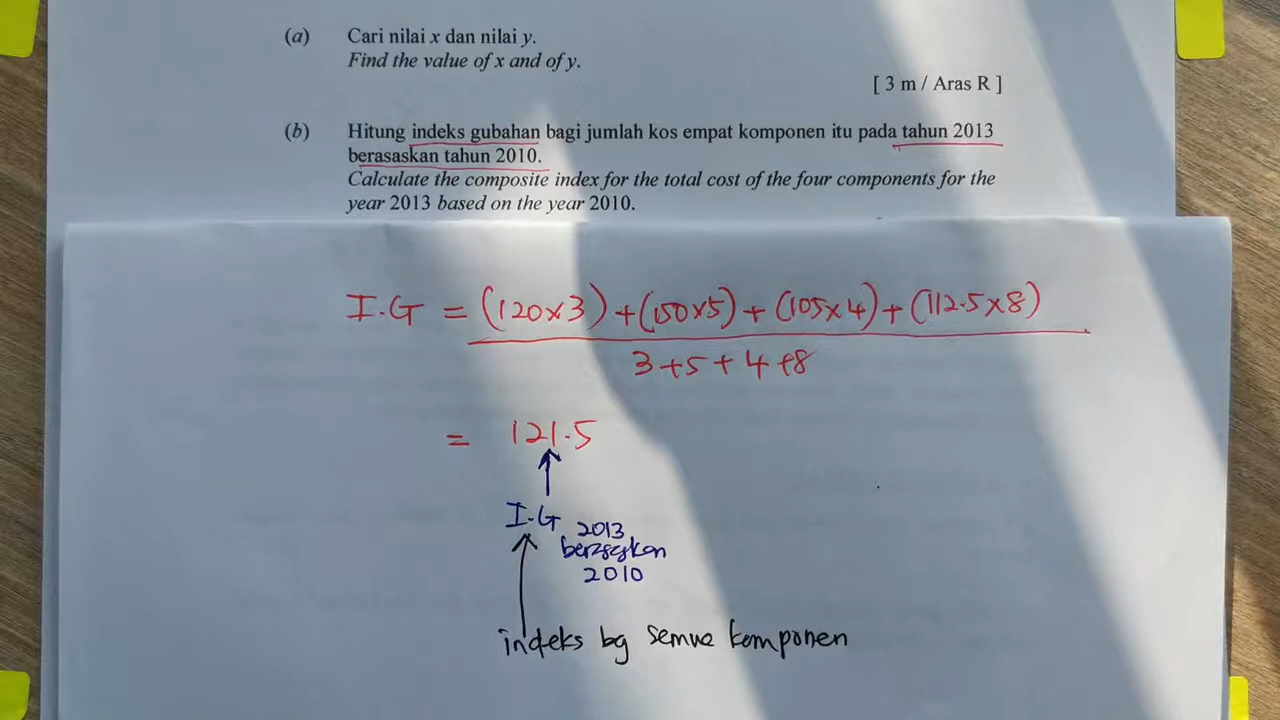 (a) Cari nilai x dan nilai y.
Find the value of x and of y.
[ 3 m / Aras R ]
(b) Hitung indeks gubahan bagi jumlah kos empat komponen itu pada tahun 2013
berasaskan tahun 2010.
Calculate the composite index for the total cost of the four components for the
year 2013 based on the year 2010.
I.G = (120×3)+(150×5)+(105×4)+(112.5×8)
3+5+4+8
= 121.5
I.G 2013
berasaskan
2010
indeks bg semua komponen